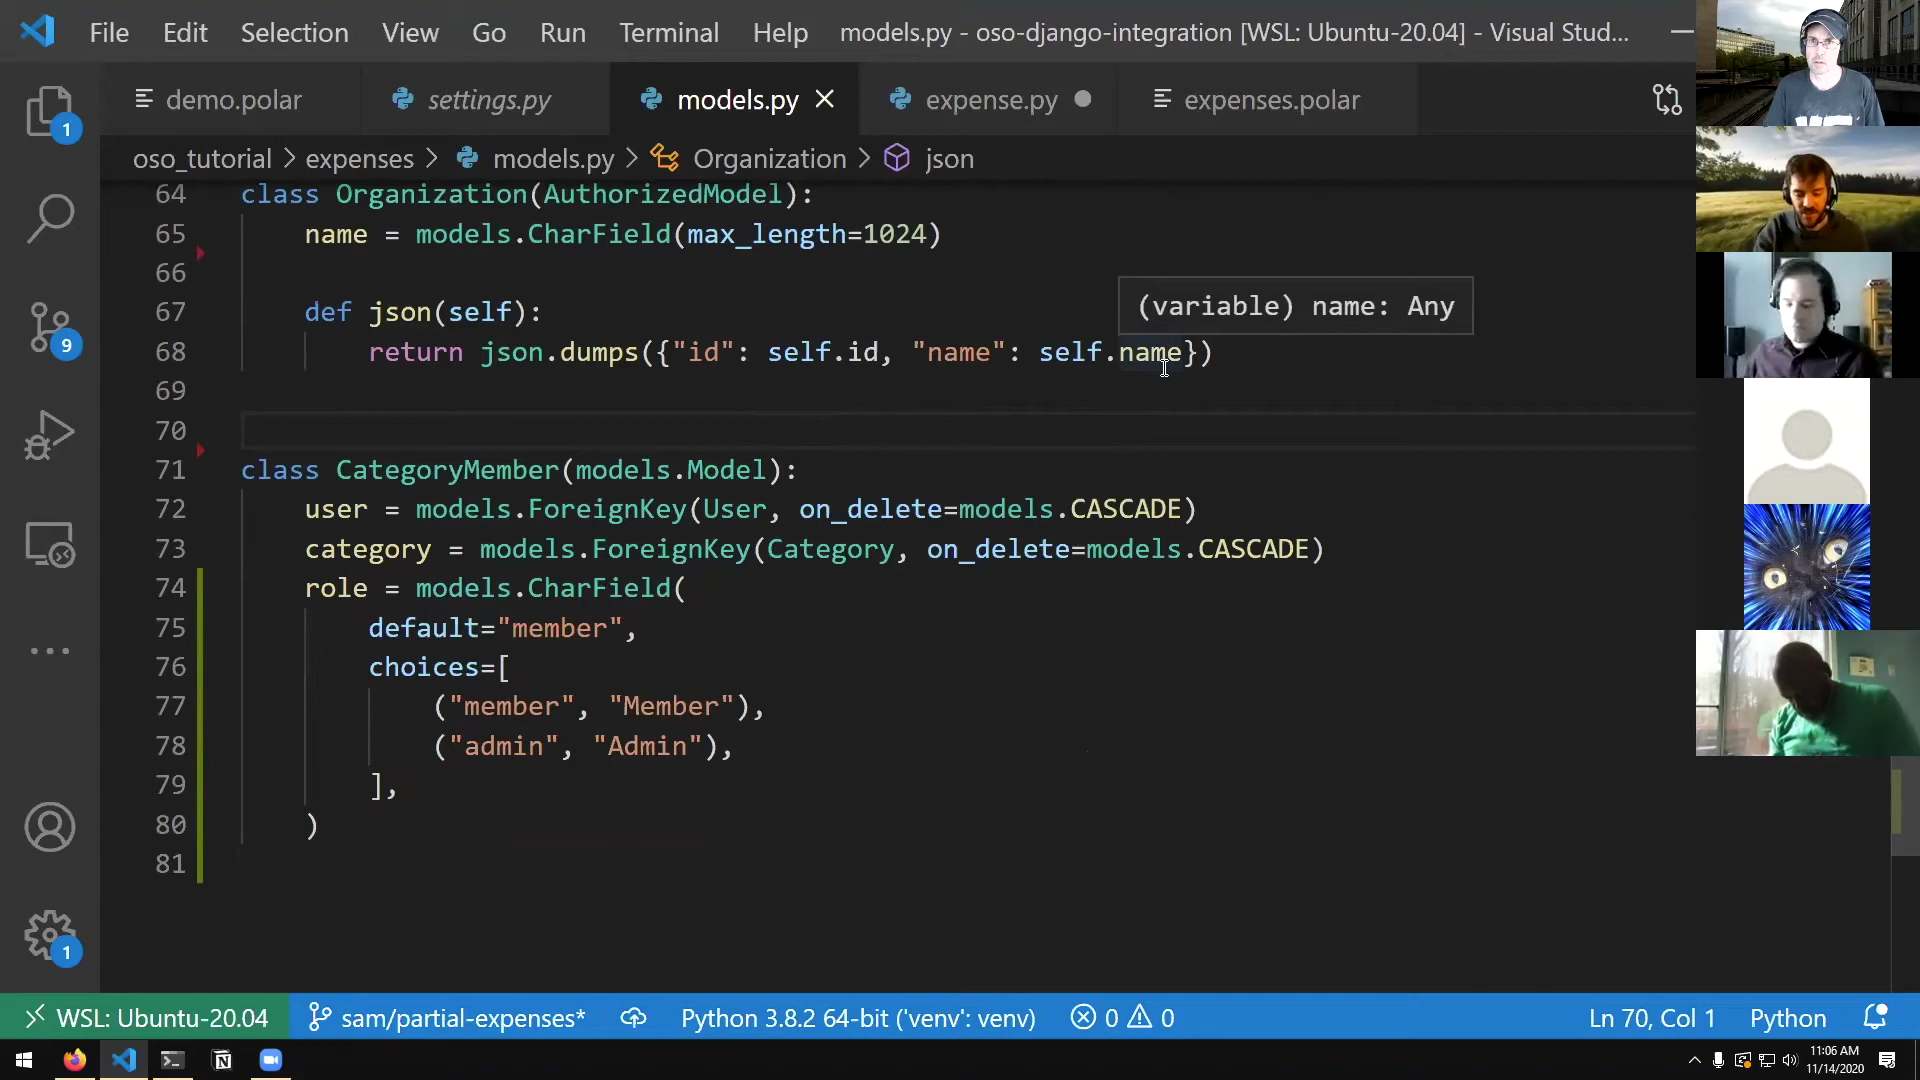 File Edit Selection View Go Run Terminal Help models.py - oso-django-integration [WSL: Ubuntu-20.04] - Visual Stud...
demo.polar settings.py models.py expense.py expenses.polar
oso_tutorial > expenses > models.py > Organization > json
64 class Organization(AuthorizedModel):
65 name = models.CharField(max_length=1024)
66
67 def json(self):
(variable) name: Any
68 return json.dumps({"id": self.id, "name": self.name})
69
70
71 class CategoryMember(models.Model):
72 user = models.ForeignKey(User, on_delete=models.CASCADE)
73 category = models.ForeignKey(Category, on_delete=models.CASCADE)
74 role = models.CharField(
75 default="member",
76 choices=[
77 ("member", "Member"),
78 ("admin", "Admin"),
79 ],
80 )
81
1
9
1
WSL: Ubuntu-20.04 sam/partial-expenses* Python 3.8.2 64-bit ('venv': venv) 0 0 Ln 70, Col 1 Python
11:06 AM
11/14/2020